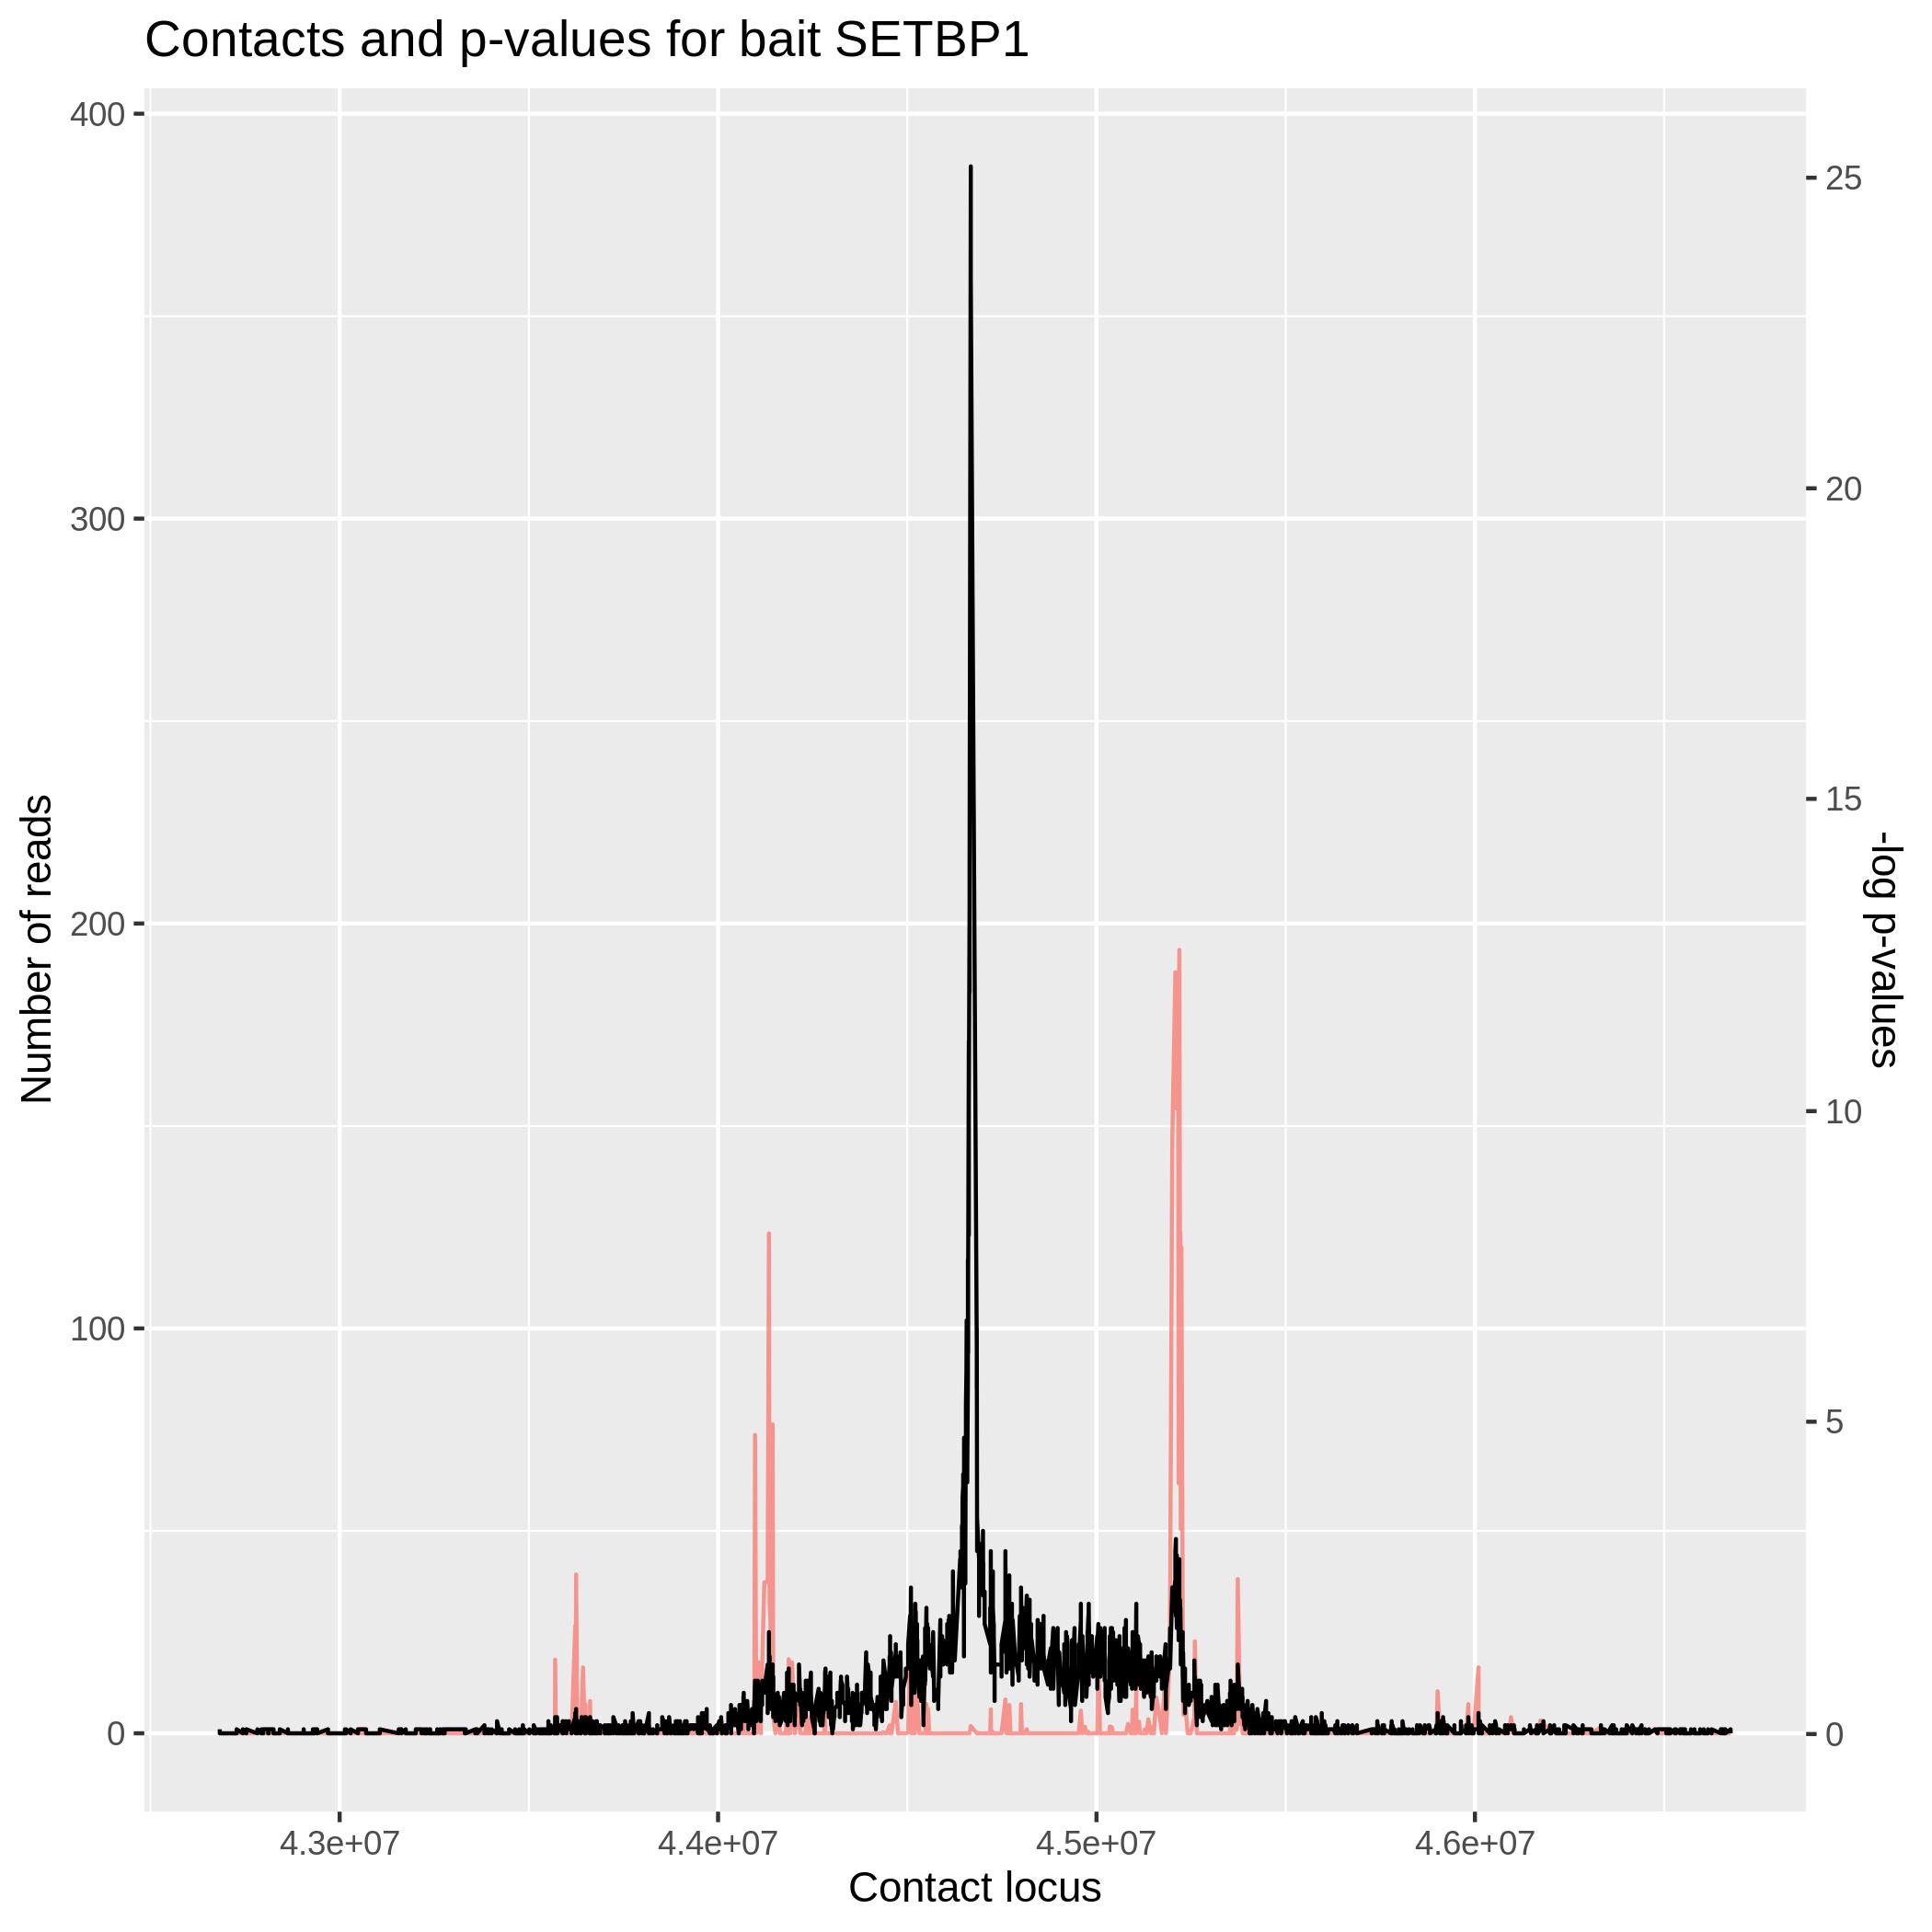 Contacts and p-values for bait SETBP1
400
300
200
100
0
Number of reads
25
20
15
10
5
0
-log p-values
4.3e+07
4.4e+07
4.5e+07
4.6e+07
Contact locus